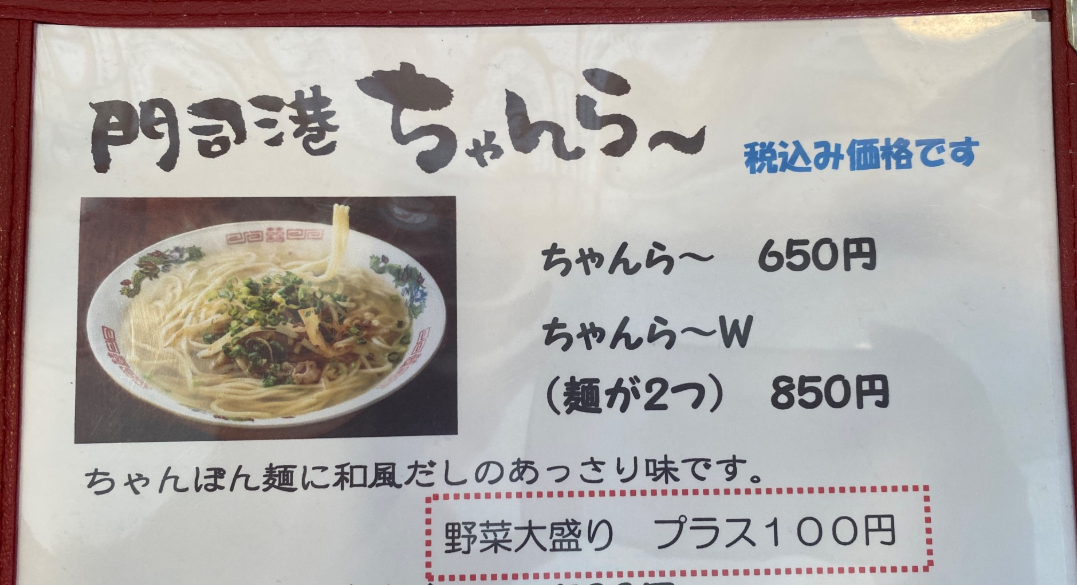 門司港 ちゃんら～ 税込み価格です
ちゃんら～ 650円
ちゃんら～W
(麺が2つ) 850円
ちゃんぽん麺に和風だしのあっさり味です。
野菜大盛り プラス１００円